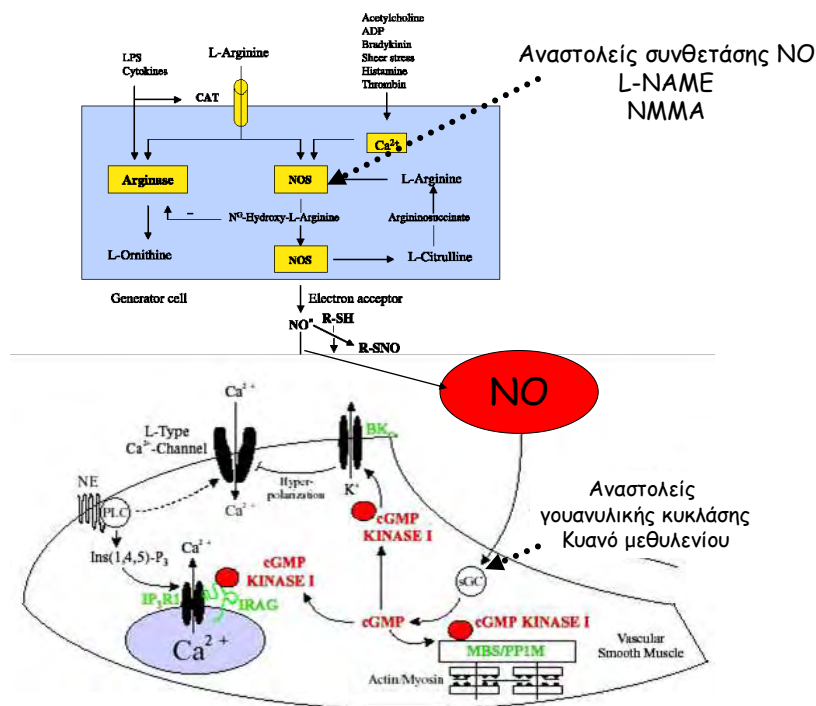 Acetylcholine
ADP
Bradykinin
Sheer stress
Histamine
Thrombin
LPS
Cytokines
L-Arginine
CAT
Αναστολείς συνθετάσης NO
L-NAME
NMMA
Ca²⁺
Arginase
NOS
L-Arginine
–
Nᴳ-Hydroxy-L-Arginine
Argininosuccinate
L-Ornithine
NOS
L-Citrulline
Generator cell
Electron acceptor
NO•
R-SH
R-SNO
NO
Ca²⁺
L-Type
Ca²⁺-Channel
BK
NE
PLC
Hyper-
polarization
K⁺
Ca²⁺
Ins(1,4,5)-P₃
cGMP
KINASE I
Αναστολείς
γουανυλικής κυκλάσης
Κυανό μεθυλενίου
Ca²⁺
cGMP
KINASE I
IP₃R1
IRAG
sGC
cGMP
cGMP KINASE I
Ca²⁺
MBS/PP1M
Vascular
Smooth Muscle
Actin/Myosin